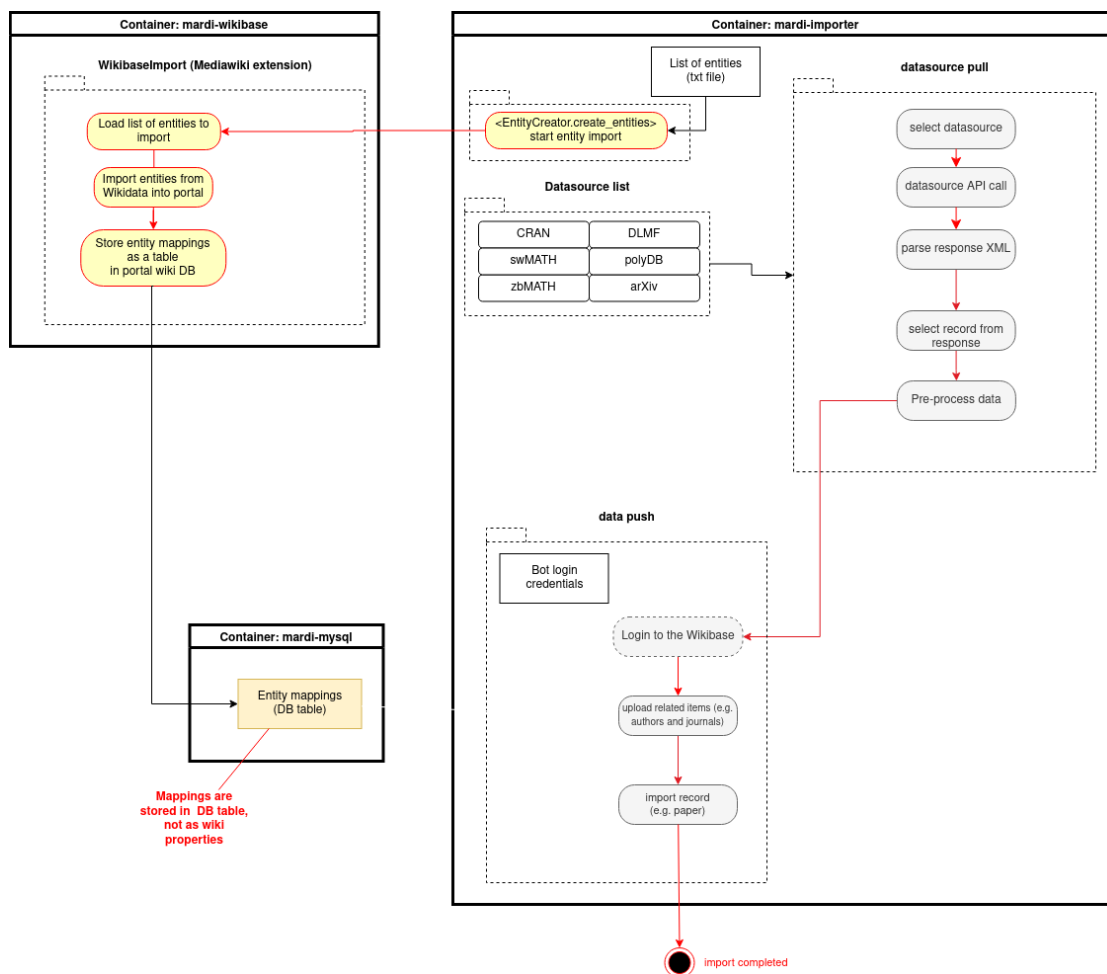 Container: mardi-wikibase
WikibaseImport (Mediawiki extension)
Load list of entities to
import
Import entities from
Wikidata into portal
Store entity mappings
as a table
in portal wiki DB
Container: mardi-importer
List of entities
(txt file)
<EntityCreator.create_entities>
start entity import
Datasource list
CRAN
DLMF
swMATH
polyDB
zbMATH
arXiv
datasource pull
select datasource
datasource API call
parse response XML
select record from
response
Pre-process data
data push
Bot login
credentials
Login to the Wikibase
upload related items (e.g.
authors and journals)
import record
(e.g. paper)
import completed
Container: mardi-mysql
Entity mappings
(DB table)
Mappings are
stored in DB table,
not as wiki
properties